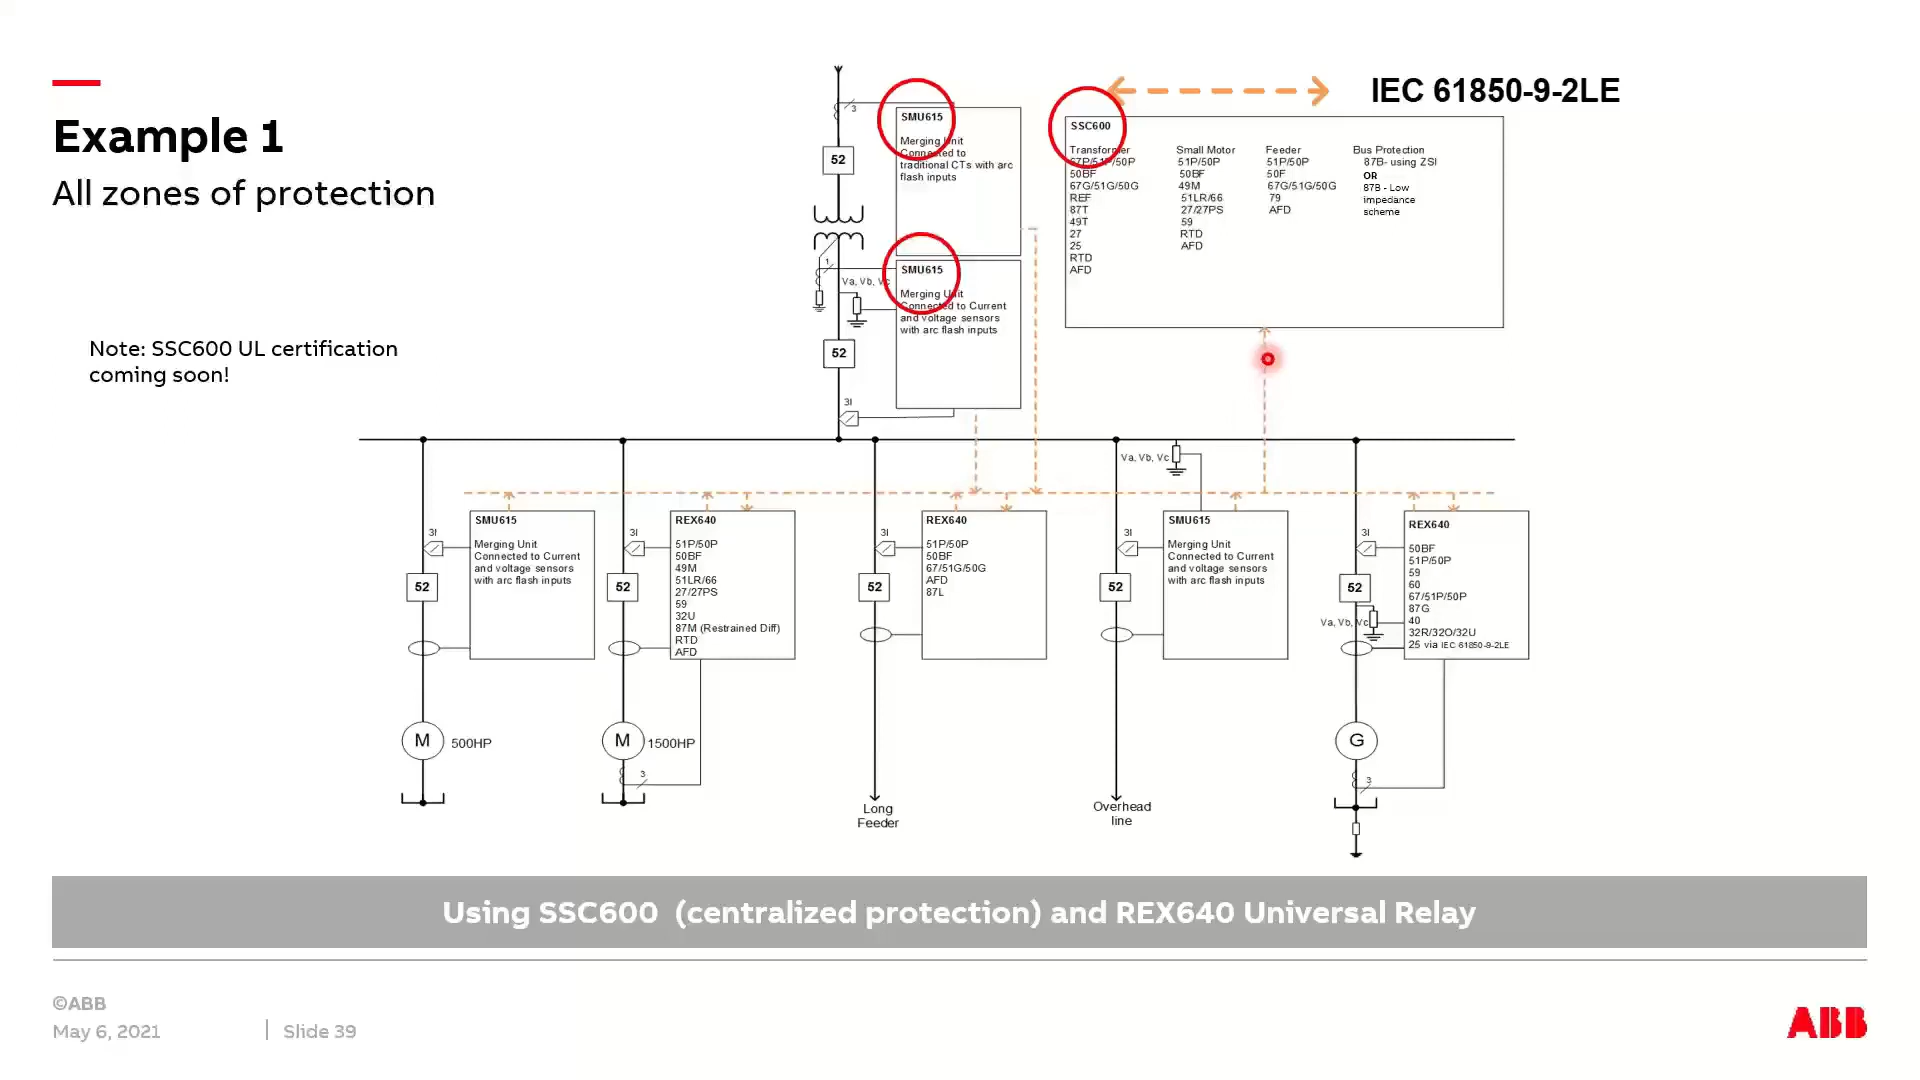 Example 1
All zones of protection
Note: SSC600 UL certification
coming soon!
IEC 61850-9-2LE
3
SMU615
Merging Unit
Connected to
traditional CTs with arc
flash inputs
52
1
Va, Vb, Vc
SMU615
Merging Unit
Connected to Current
and voltage sensors
with arc flash inputs
52
3I
SSC600
Transformer
67P/51P/50P
50BF
67G/51G/50G
REF
87T
49T
27
25
RTD
AFD
Small Motor
51P/50P
50BF
49M
51LR/66
27/27PS
59
RTD
AFD
Feeder
51P/50P
50F
67G/51G/50G
79
AFD
Bus Protection
87B- using ZSI
OR
87B - Low
impedance
scheme
Va, Vb, Vc
3I
52
SMU615
Merging Unit
Connected to Current
and voltage sensors
with arc flash inputs
M
500HP
3I
52
REX640
51P/50P
50BF
49M
51LR/66
27/27PS
59
32U
87M (Restrained Diff)
RTD
AFD
M
1500HP
3
3I
52
REX640
51P/50P
50BF
67/51G/50G
AFD
87L
Long
Feeder
3I
52
SMU615
Merging Unit
Connected to Current
and voltage sensors
with arc flash inputs
Overhead
line
3I
52
Va, Vb, Vc
REX640
50BF
51P/50P
59
60
67/51P/50P
87G
40
32R/32O/32U
25 via IEC 61850-9-2LE
G
3
Using SSC600 (centralized protection) and REX640 Universal Relay
©ABB
May 6, 2021
Slide 39
ABB